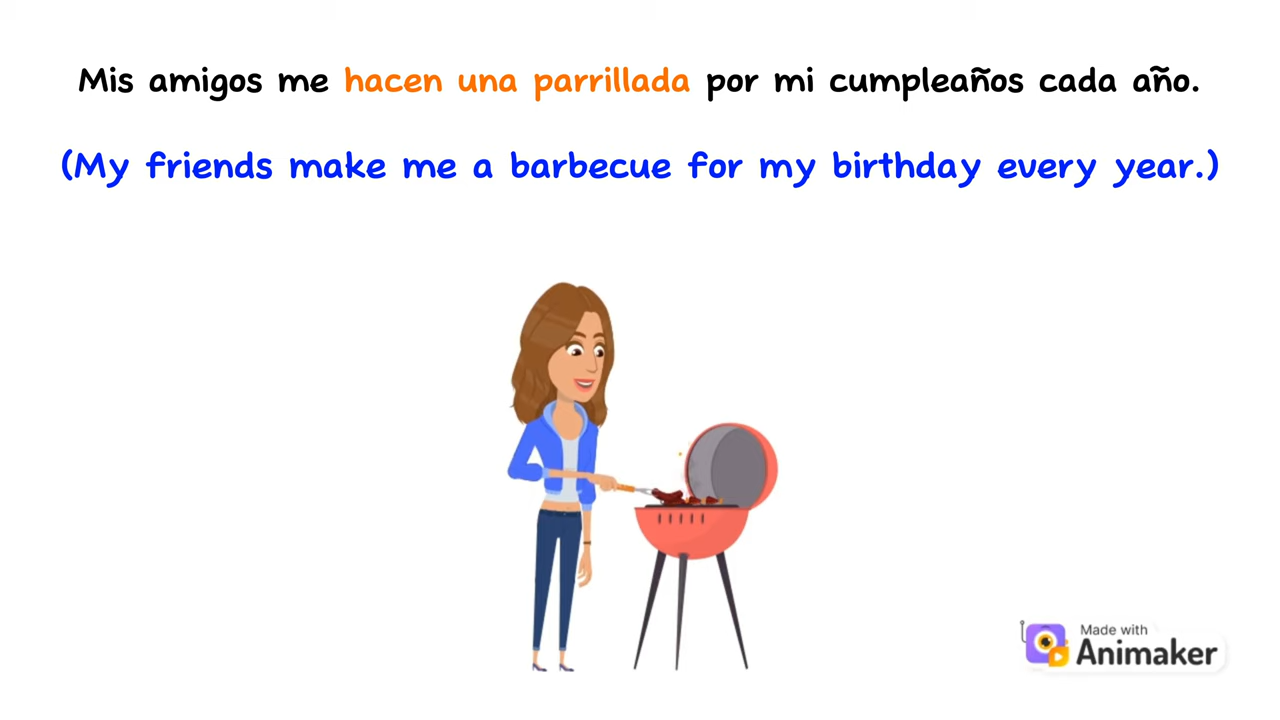 Mis amigos me hacen una parrillada por mi cumpleaños cada año.
(My friends make me a barbecue for my birthday every year.)
Made with
Animaker